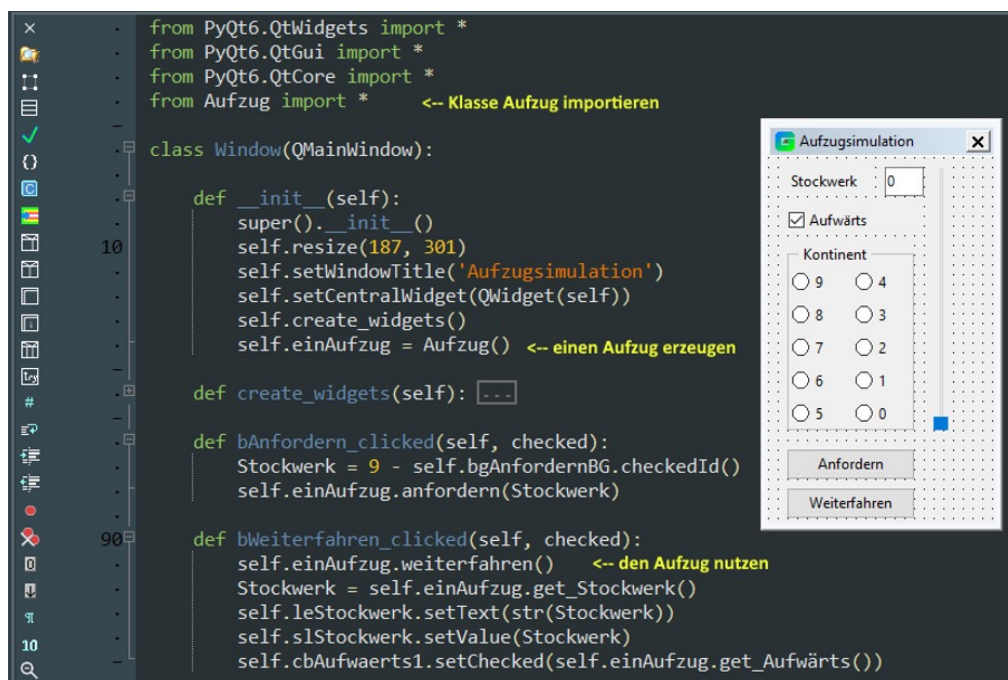 from PyQt6.QtWidgets import *
from PyQt6.QtGui import *
from PyQt6.QtCore import *
from Aufzug import * <-- Klasse Aufzug importieren
class Window(QMainWindow):
def __init__(self):
super().__init__()
10 self.resize(187, 301)
self.setWindowTitle('Aufzugsimulation')
self.setCentralWidget(QWidget(self))
self.create_widgets()
self.einAufzug = Aufzug() <-- einen Aufzug erzeugen
def create_widgets(self): ...
def bAnfordern_clicked(self, checked):
Stockwerk = 9 - self.bgAnfordernBG.checkedId()
self.einAufzug.anfordern(Stockwerk)
90 def bWeiterfahren_clicked(self, checked):
self.einAufzug.weiterfahren() <-- den Aufzug nutzen
Stockwerk = self.einAufzug.get_Stockwerk()
self.leStockwerk.setText(str(Stockwerk))
self.slStockwerk.setValue(Stockwerk)
self.cbAufwaerts1.setChecked(self.einAufzug.get_Aufwärts())
Aufzugsimulation
Stockwerk 0
Aufwärts
Kontinent
9 4
8 3
7 2
6 1
5 0
Anfordern
Weiterfahren
{}
C
try
#
0
¶
10